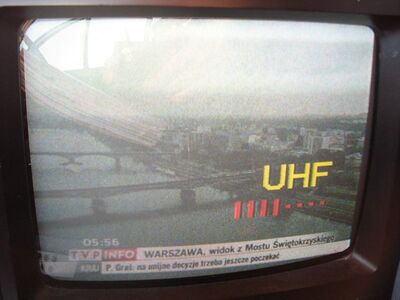 UHF
05:56
TVP INFO WARSZAWA, widok z Mostu Świętokrzyskiego
P. Graś: na unijne decyzje trzeba jeszcze poczekać